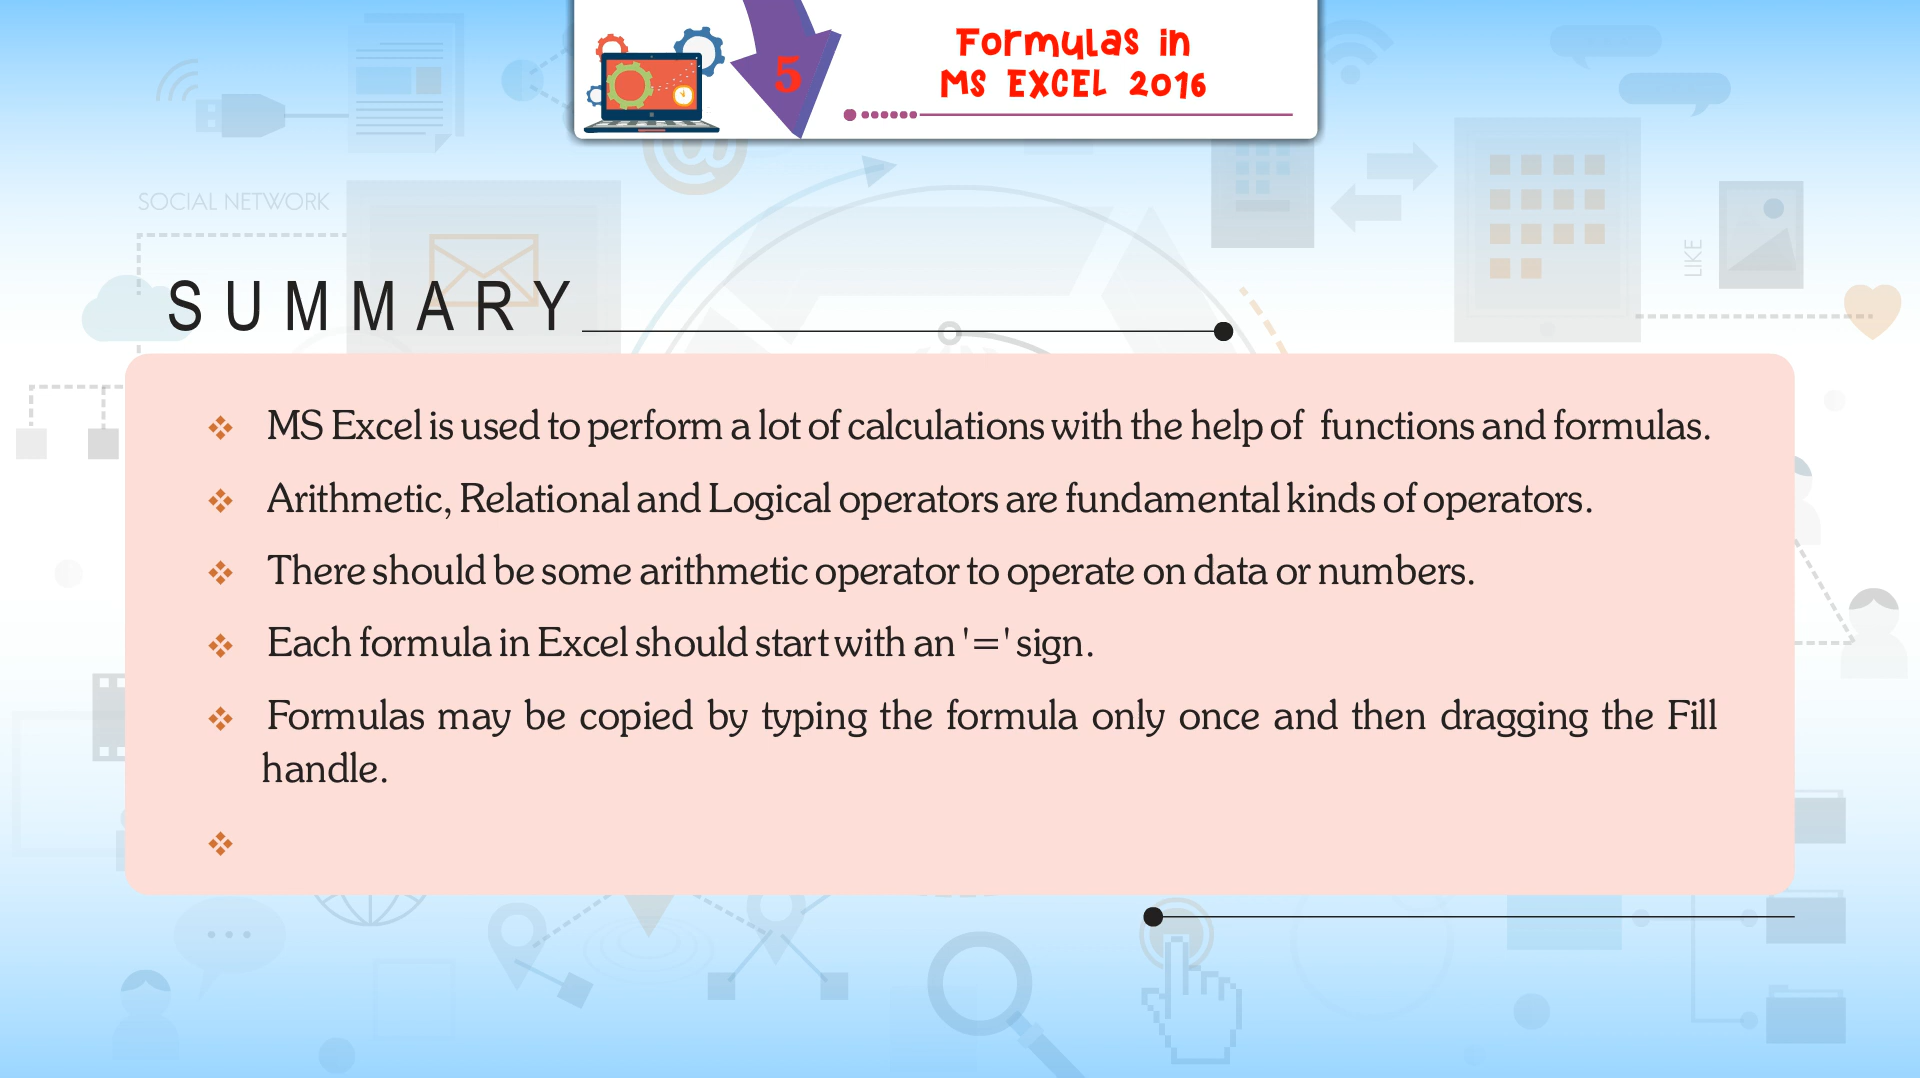 5
Formulas in
MS EXCEL 2016
SOCIAL NETWORK
LIKE
SUMMARY
❖ MS Excel is used to perform a lot of calculations with the help of functions and formulas.
❖ Arithmetic, Relational and Logical operators are fundamental kinds of operators.
❖ There should be some arithmetic operator to operate on data or numbers.
❖ Each formula in Excel should start with an '=' sign.
❖ Formulas may be copied by typing the formula only once and then dragging the Fill
handle.
❖